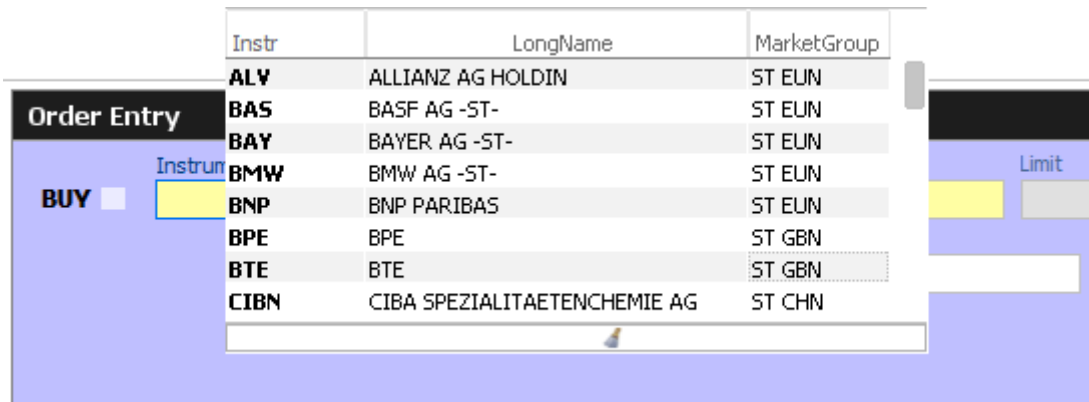 Instr LongName MarketGroup
ALV ALLIANZ AG HOLDIN ST EUN
BAS BASF AG -ST- ST EUN
Order Entry
BAY BAYER AG -ST- ST EUN
Instrum
BMW BMW AG -ST- ST EUN
Limit
BUY
BNP BNP PARIBAS ST EUN
BPE BPE ST GBN
BTE BTE ST GBN
CIBN CIBA SPEZIALITAETENCHEMIE AG ST CHN